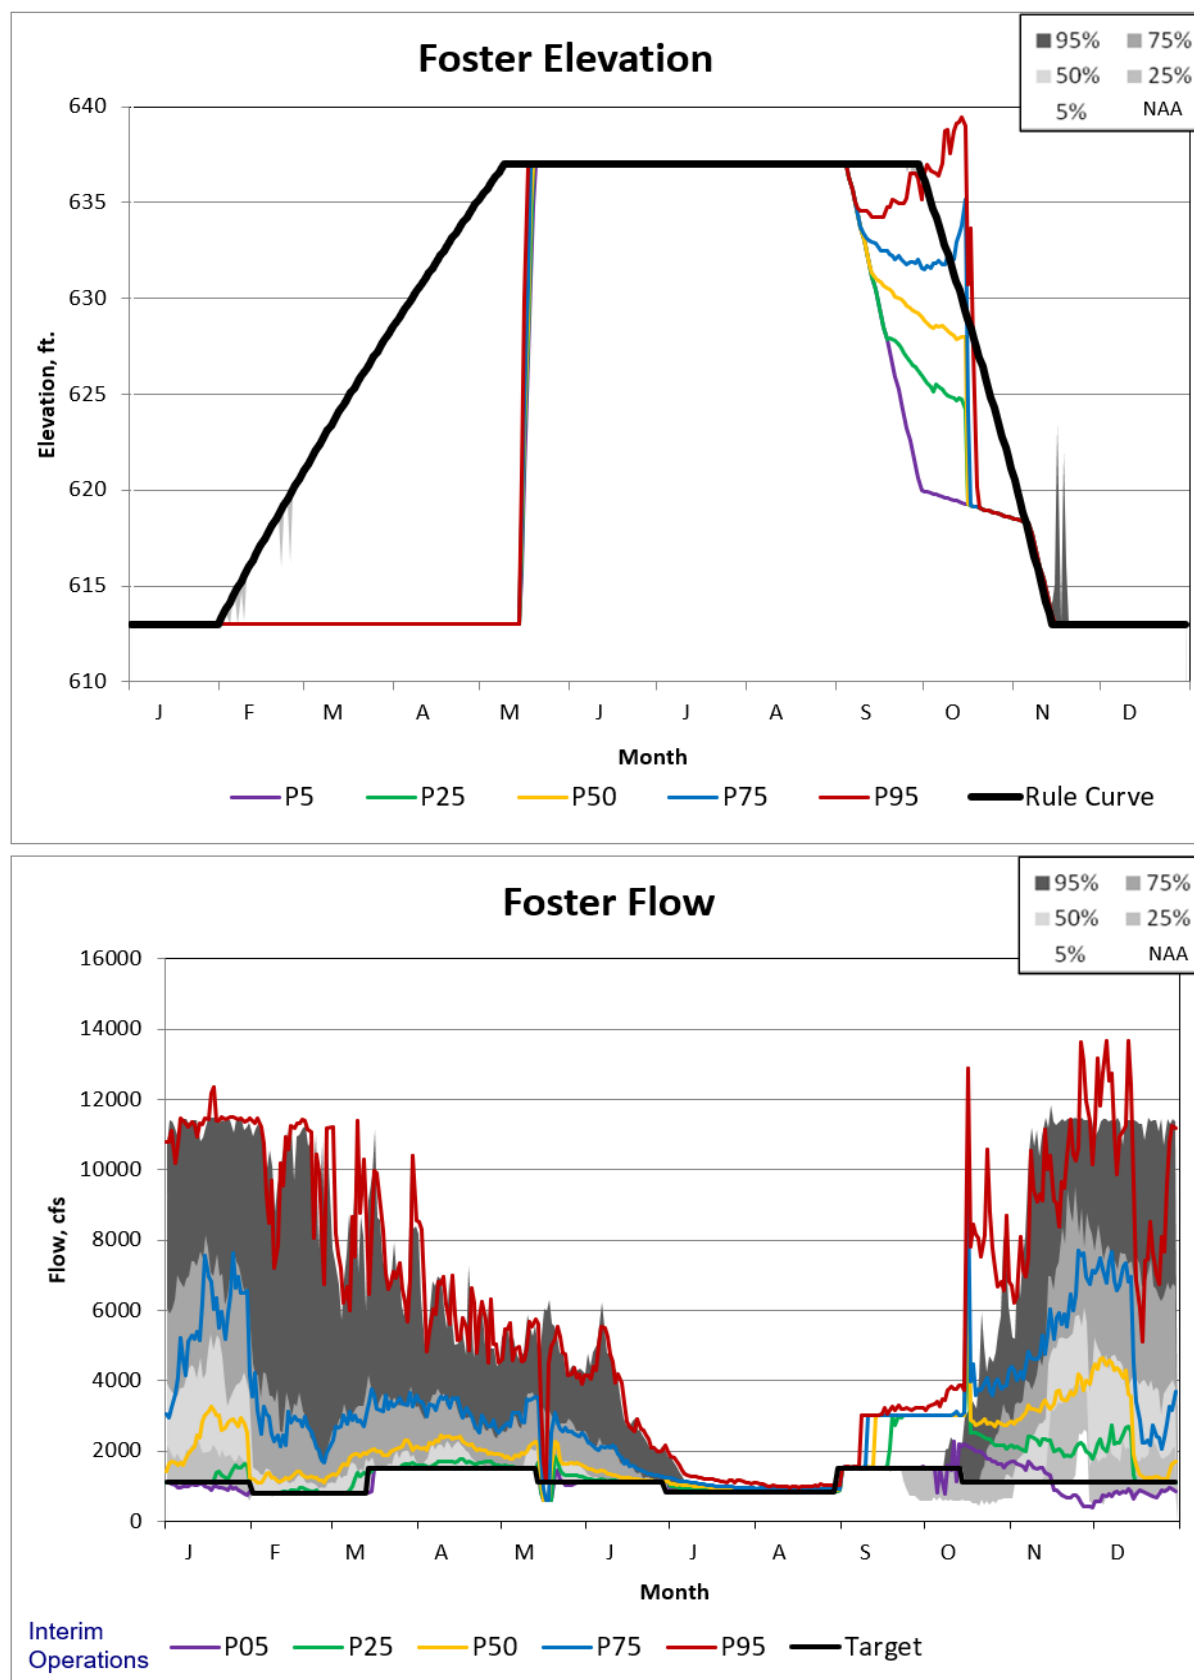 Foster Elevation
95% 75%
50% 25%
5% NAA
640
635
630
625
620
615
610
Elevation, ft.
J F M A M J J A S O N D
Month
P5 P25 P50 P75 P95 Rule Curve
Foster Flow
95% 75%
50% 25%
5% NAA
16000
14000
12000
10000
8000
6000
4000
2000
0
Flow, cfs
J F M A M J J A S O N D
Month
Interim
Operations
P05 P25 P50 P75 P95 Target